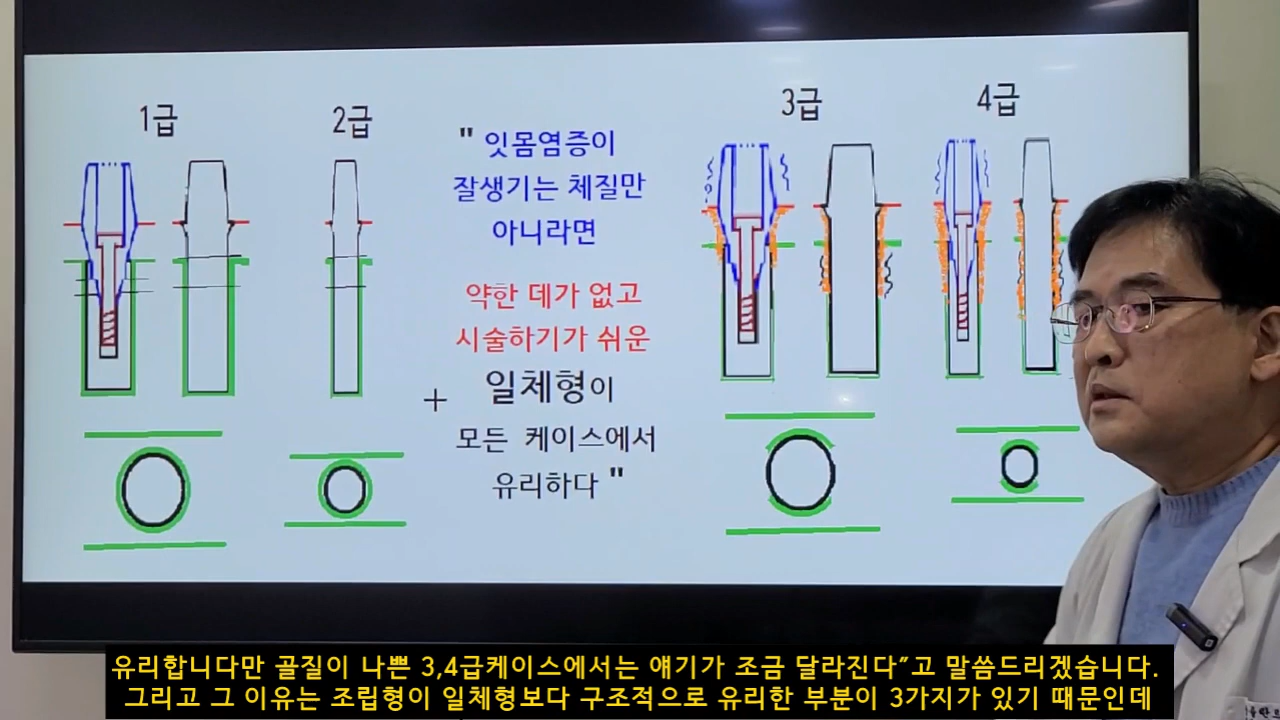 1급
2급
" 잇몸염증이
잘생기는 체질만
아니라면
약한 데가 없고
시술하기가 쉬운
+ 일체형이
모든 케이스에서
유리하다 "
3급
4급
유리합니다만 골질이 나쁜 3,4급케이스에서는 얘기가 조금 달라진다"고 말씀드리겠습니다.
그리고 그 이유는 조립형이 일체형보다 구조적으로 유리한 부분이 3가지가 있기 때문인데